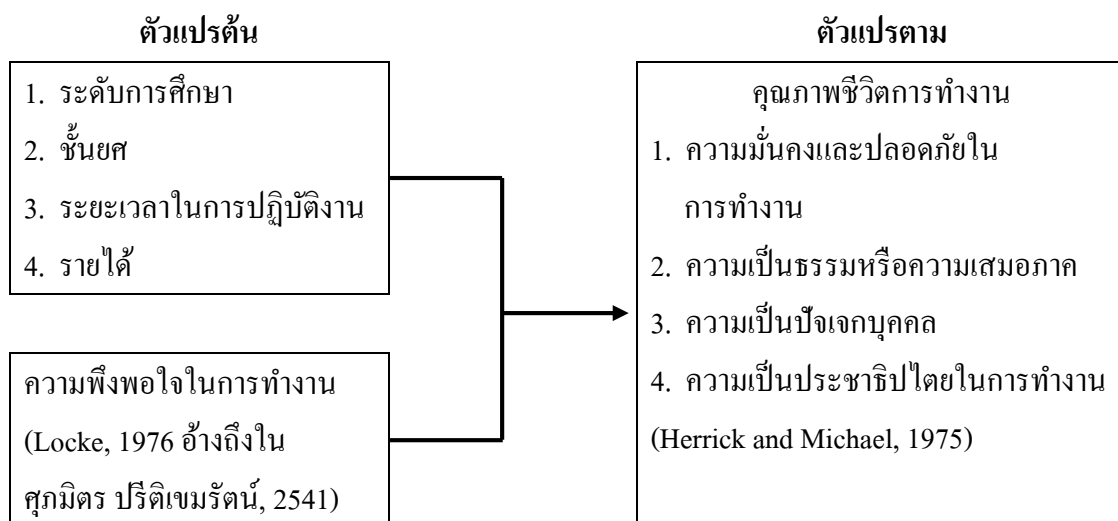 ตัวแปรต้น
1. ระดับการศึกษา
2. ชั้นยศ
3. ระยะเวลาในการปฏิบัติงาน
4. รายได้
ความพึงพอใจในการทำงาน
(Locke, 1976 อ้างถึงใน
ศุภมิตร ปรีติเขมรัตน์, 2541)
ตัวแปรตาม
คุณภาพชีวิตการทำงาน
1. ความมั่นคงและปลอดภัยใน
การทำงาน
2. ความเป็นธรรมหรือความเสมอภาค
3. ความเป็นปัจเจกบุคคล
4. ความเป็นประชาธิปไตยในการทำงาน
(Herrick and Michael, 1975)